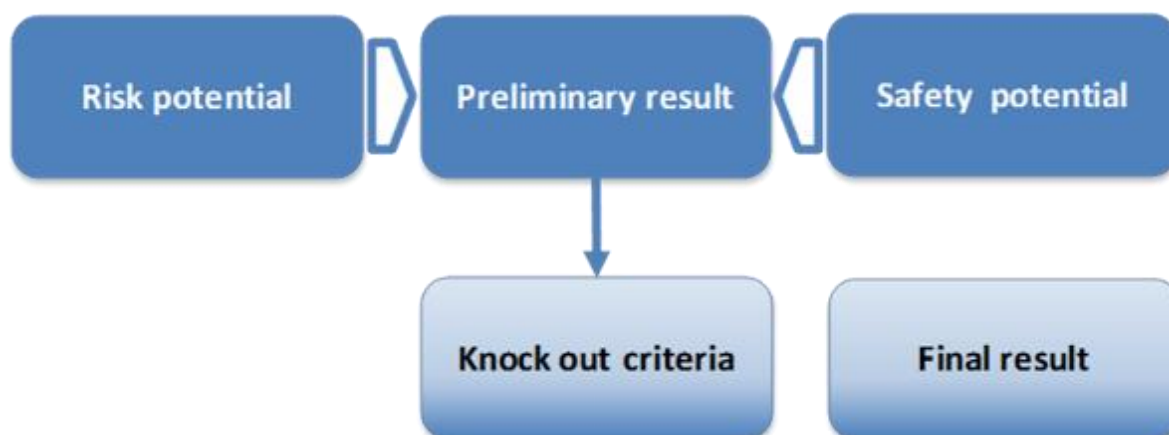 Risk potential
Preliminary result
Safety potential
Knock out criteria
Final result